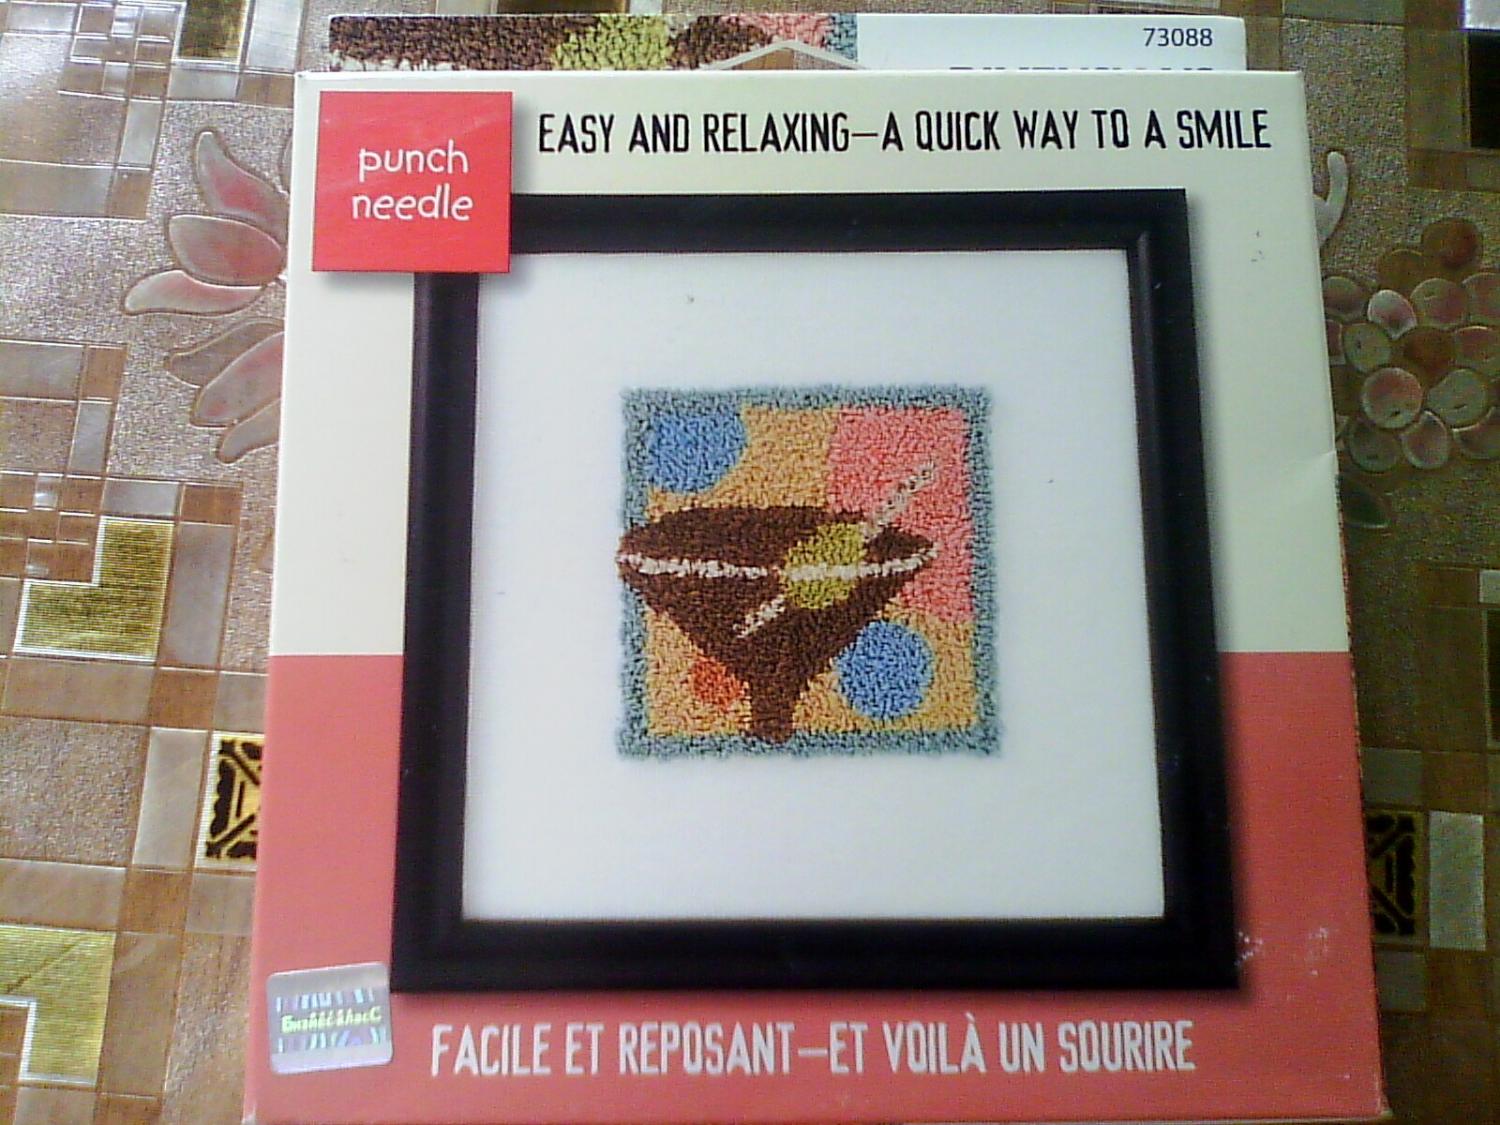 73088
EASY AND RELAXING—A QUICK WAY TO A SMILE
punch
needle
FACILE ET REPOSANT—ET VOILÀ UN SOURIRE